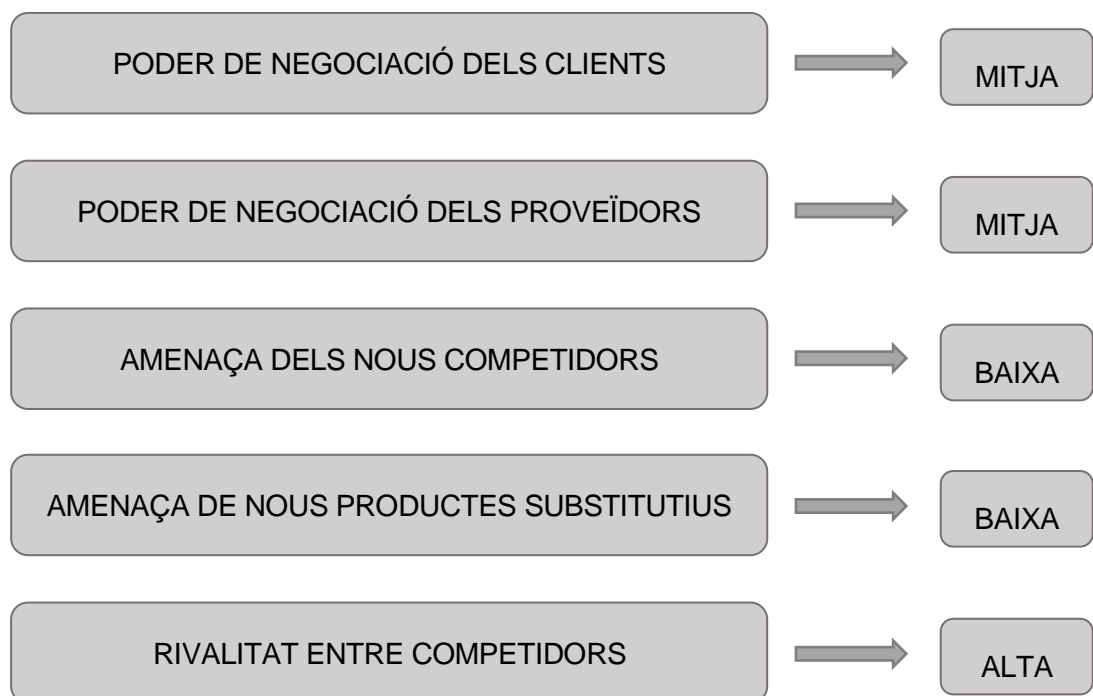 PODER DE NEGOCIACIÓ DELS CLIENTS
MITJA
PODER DE NEGOCIACIÓ DELS PROVEÏDORS
MITJA
AMENAÇA DELS NOUS COMPETIDORS
BAIXA
AMENAÇA DE NOUS PRODUCTES SUBSTITUTIUS
BAIXA
RIVALITAT ENTRE COMPETIDORS
ALTA